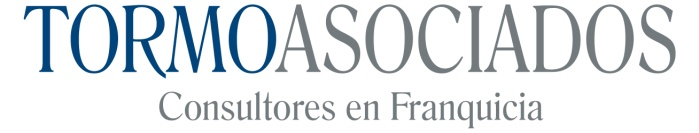 TORMOASOCIADOS
Consultores en Franquicia